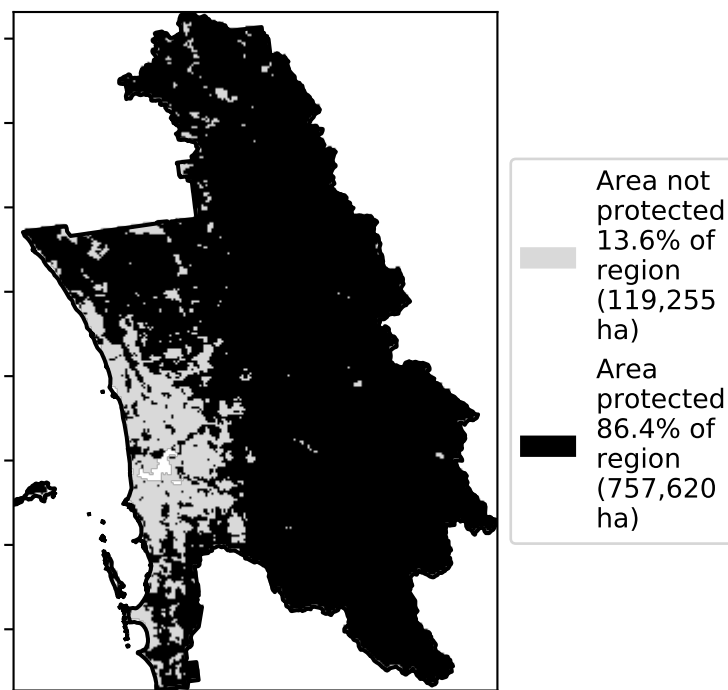 Area not
protected
13.6% of
region
(119,255
ha)
Area
protected
86.4% of
region
(757,620
ha)